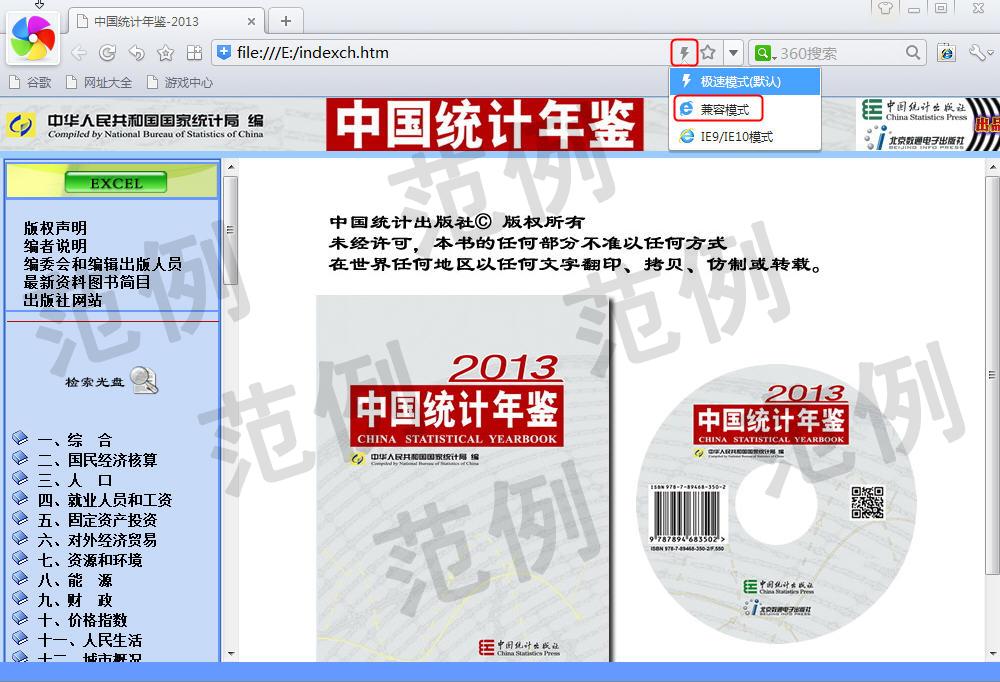 中国统计年鉴-2013
file:///E:/indexch.htm
360搜索
谷歌 网址大全 游戏中心
极速模式(默认)
兼容模式
IE9/IE10模式
中华人民共和国国家统计局 编
Compiled by National Bureau of Statistics of China
中国统计年鉴
中国统计出版社
China Statistics Press
北京数通电子出版社
BEIJING INFO PRESS
出品
EXCEL
版权声明
编者说明
编委会和编辑出版人员
最新资料图书简目
出版社网站
检索光盘
一、综 合
二、国民经济核算
三、人 口
四、就业人员和工资
五、固定资产投资
六、对外经济贸易
七、资源和环境
八、能 源
九、财 政
十、价格指数
十一、人民生活
十二、城市概况
中国统计出版社© 版权所有
未经许可，本书的任何部分不准以任何方式
在世界任何地区以任何文字翻印、拷贝、仿制或转载。
2013
中国统计年鉴
CHINA STATISTICAL YEARBOOK
中华人民共和国国家统计局 编
Compiled by National Bureau of Statistics of China
中国统计出版社
China Statistics Press
2013
中国统计年鉴
CHINA STATISTICAL YEARBOOK
中华人民共和国国家统计局 编
ISBN 978-7-89468-350-2
9 787894 683502 >
ISBN 978-7-89468-350-2/F.550
中国统计出版社
China Statistics Press
北京数通电子出版社
范例
范例
范例
范例
范例
范例